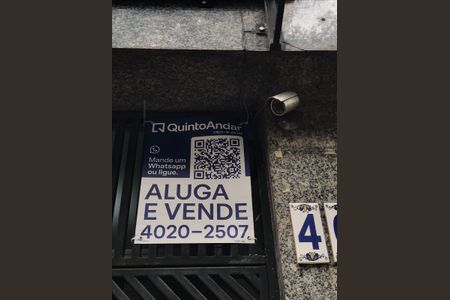 QuintoAndar
Mande um
Whatsapp
ou ligue.
ALUGA
E VENDE
4020-2507
4